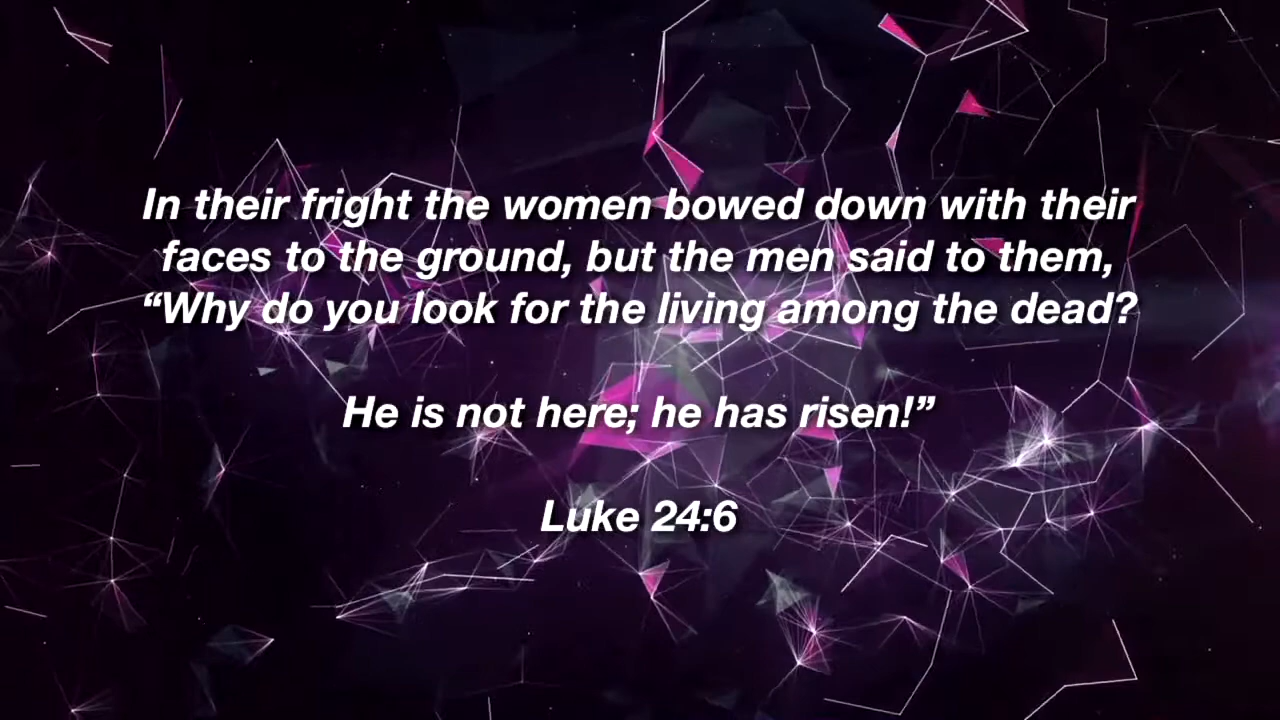 In their fright the women bowed down with their
faces to the ground, but the men said to them,
“Why do you look for the living among the dead?
He is not here; he has risen!”
Luke 24:6